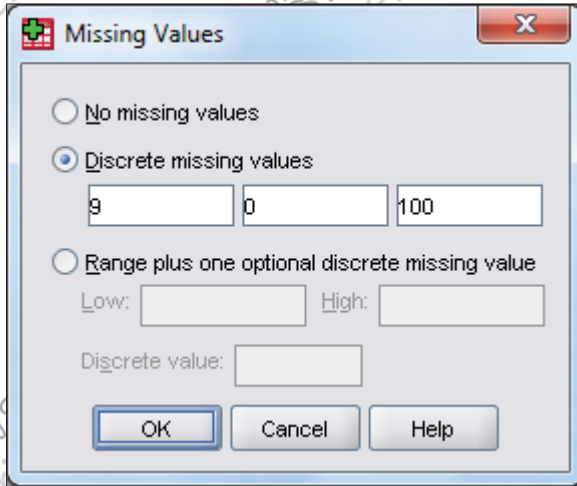 Missing Values
No missing values
Discrete missing values
9 0 100
Range plus one optional discrete missing value
Low: High:
Discrete value:
OK Cancel Help